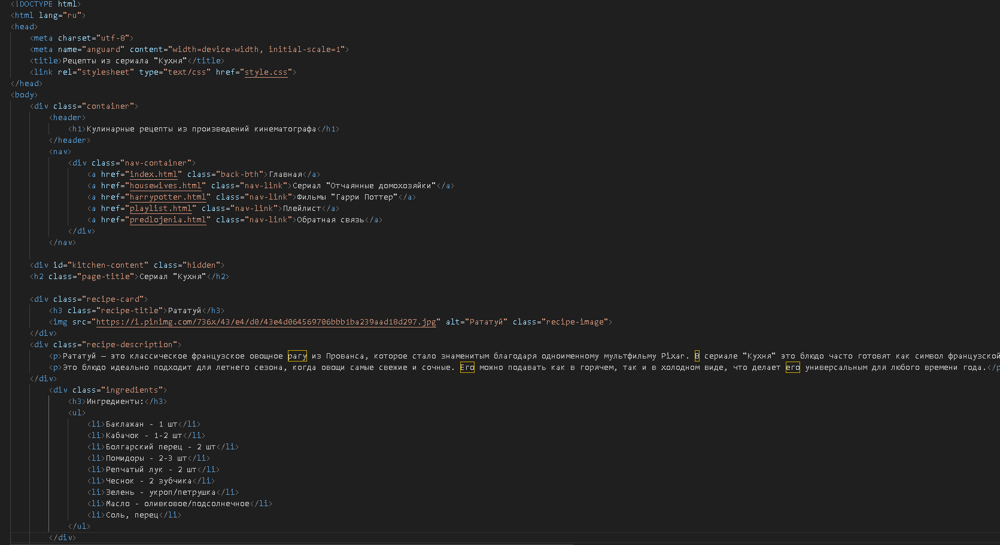 <!DOCTYPE html>
<html lang="ru">
<head>
<meta charset="utf-8">
<meta name="anguard" content="width=device-width, initial-scale=1">
<title>Рецепты из сериала "Кухня"</title>
<link rel="stylesheet" type="text/css" href="style.css">
</head>
<body>
<div class="container">
<header>
<h1>Кулинарные рецепты из произведений кинематографа</h1>
</header>
<nav>
<div class="nav-container">
<a href="index.html" class="back-bth">Главная</a>
<a href="housewives.html" class="nav-link">Сериал "Отчаянные домохозяйки"</a>
<a href="harrypotter.html" class="nav-link">Фильмы "Гарри Поттер"</a>
<a href="playlist.html" class="nav-link">Плейлист</a>
<a href="predlojenia.html" class="nav-link">Обратная связь</a>
</div>
</nav>
<div id="kitchen-content" class="hidden">
<h2 class="page-title">Сериал "Кухня"</h2>
<div class="recipe-card">
<h3 class="recipe-title">Рататуй</h3>
<img src="https://i.pinimg.com/736x/43/e4/d0/43e4d064569706bbb1ba239aad18d297.jpg" alt="Рататуй" class="recipe-image">
</div>
<div class="recipe-description">
<p>Рататуй — это классическое французское овощное рагу из Прованса, которое стало знаменитым благодаря одноименному мультфильму Pixar. В сериале "Кухня" это блюдо часто готовят как символ французской
<p>Это блюдо идеально подходит для летнего сезона, когда овощи самые свежие и сочные. Его можно подавать как в горячем, так и в холодном виде, что делает его универсальным для любого времени года.</p
</div>
<div class="ingredients">
<h3>Ингредиенты:</h3>
<ul>
<li>Баклажан - 1 шт</li>
<li>Кабачок - 1-2 шт</li>
<li>Болгарский перец - 2 шт</li>
<li>Помидоры - 2-3 шт</li>
<li>Репчатый лук - 2 шт</li>
<li>Чеснок - 2 зубчика</li>
<li>Зелень - укроп/петрушка</li>
<li>Масло - оливковое/подсолнечное</li>
<li>Соль, перец</li>
</ul>
</div>